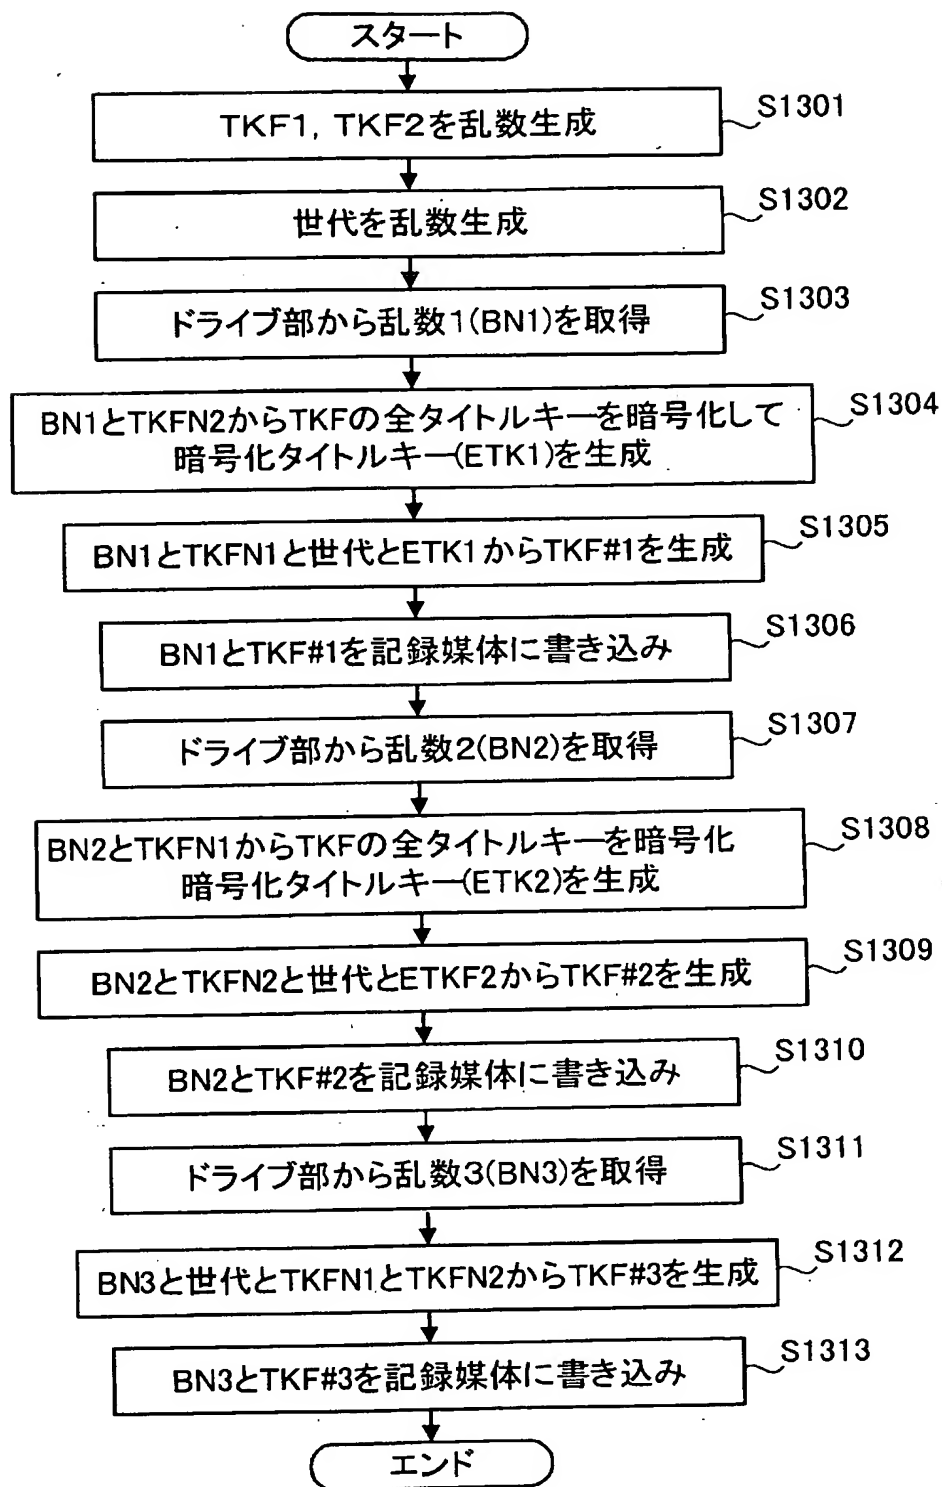 スタート
TKF1, TKF2を乱数生成
S1301
世代を乱数生成
S1302
ドライブ部から乱数1(BN1)を取得
S1303
BN1とTKFN2からTKFの全タイトルキーを暗号化して
暗号化タイトルキー(ETK1)を生成
S1304
BN1とTKFN1と世代とETK1からTKF#1を生成
S1305
BN1とTKF#1を記録媒体に書き込み
S1306
ドライブ部から乱数2(BN2)を取得
S1307
BN2とTKFN1からTKFの全タイトルキーを暗号化
暗号化タイトルキー(ETK2)を生成
S1308
BN2とTKFN2と世代とETKF2からTKF#2を生成
S1309
BN2とTKF#2を記録媒体に書き込み
S1310
ドライブ部から乱数3(BN3)を取得
S1311
BN3と世代とTKFN1とTKFN2からTKF#3を生成
S1312
BN3とTKF#3を記録媒体に書き込み
S1313
エンド